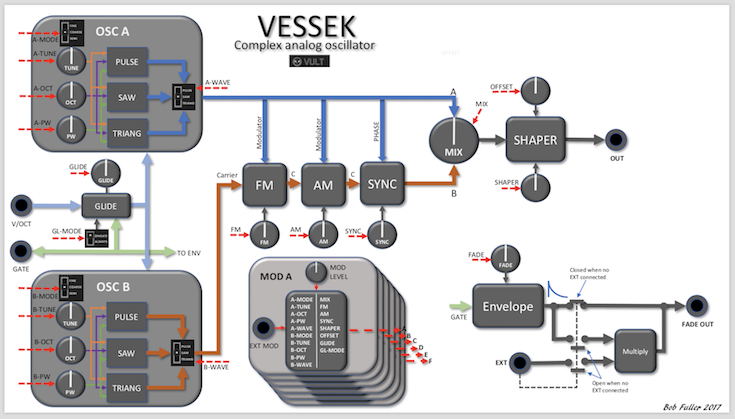 VESSEK
Complex analog oscillator
VULT
OSC A
A-MODE
A-TUNE
TUNE
A-OCT
OCT
A-PW
PW
PULSE
SAW
TRIANG
A-WAVE
GLIDE
GLIDE
GLIDE
V/OCT
GL-MODE
GATE
TO ENV
OSC B
B-MODE
B-TUNE
TUNE
B-OCT
OCT
B-PW
PW
PULSE
SAW
TRIANG
B-WAVE
Carrier
Modulator
Modulator
PHASE
FM
C
AM
C
SYNC
FM
FM
AM
AM
SYNC
SYNC
A
MIX
MIX
B
OFFSET
OFFSET
SHAPER
SHAPER
SHAPER
OUT
MOD A
MOD
LEVEL
EXT MOD
A-MODE MIX
A-TUNE FM
A-OCT AM
A-PW SYNC
A-WAVE SHAPER
B-MODE OFFSET
B-TUNE GLIDE
B-OCT GL-MODE
B-PW
B-WAVE
A
B
C
D
E
F
FADE
FADE
GATE
Envelope
Closed when no
EXT connected
FADE OUT
Multiply
EXT
Open when no
EXT connected
Bob Fuller 2017